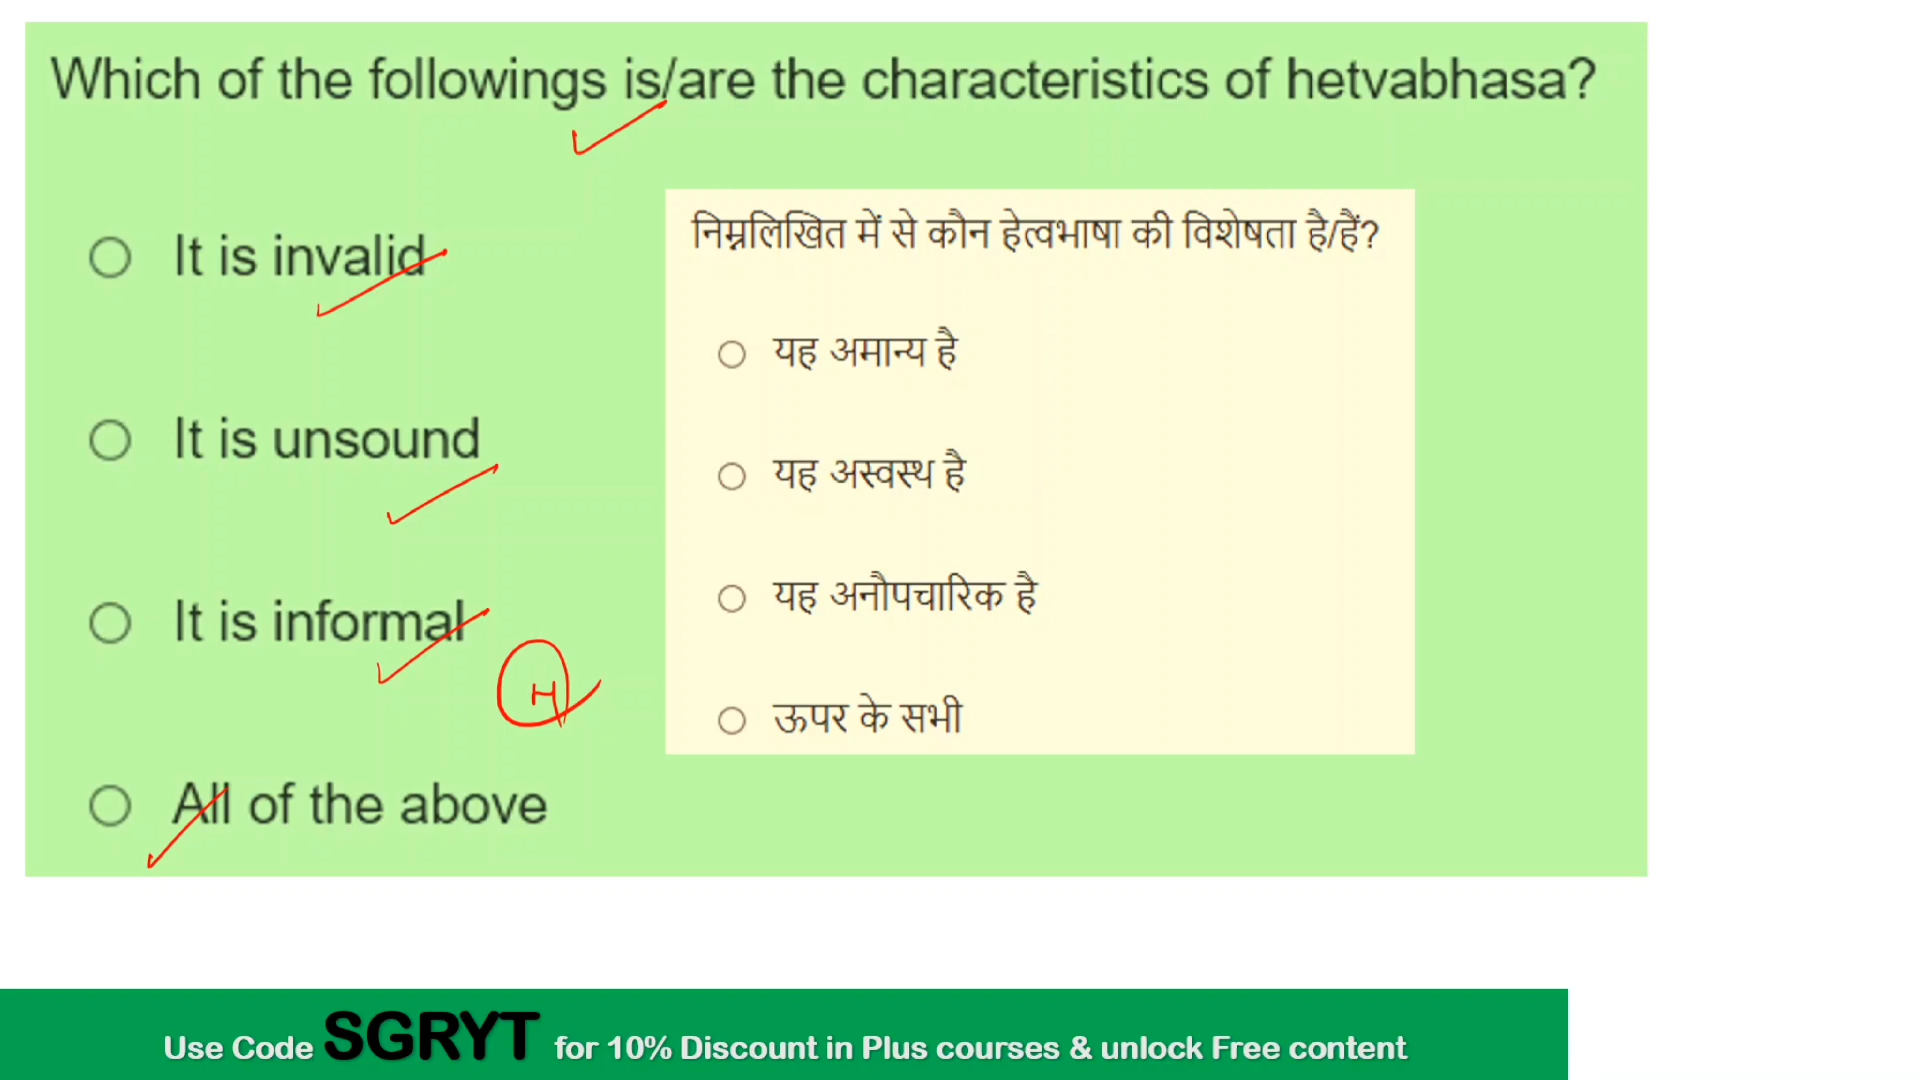 Which of the followings is/are the characteristics of hetvabhasa?
It is invalid
It is unsound
It is informal
All of the above
निम्नलिखित में से कौन हेत्वभाषा की विशेषता है/हैं?
यह अमान्य है
यह अस्वस्थ है
यह अनौपचारिक है
ऊपर के सभी
Use Code SGRYT for 10% Discount in Plus courses & unlock Free content